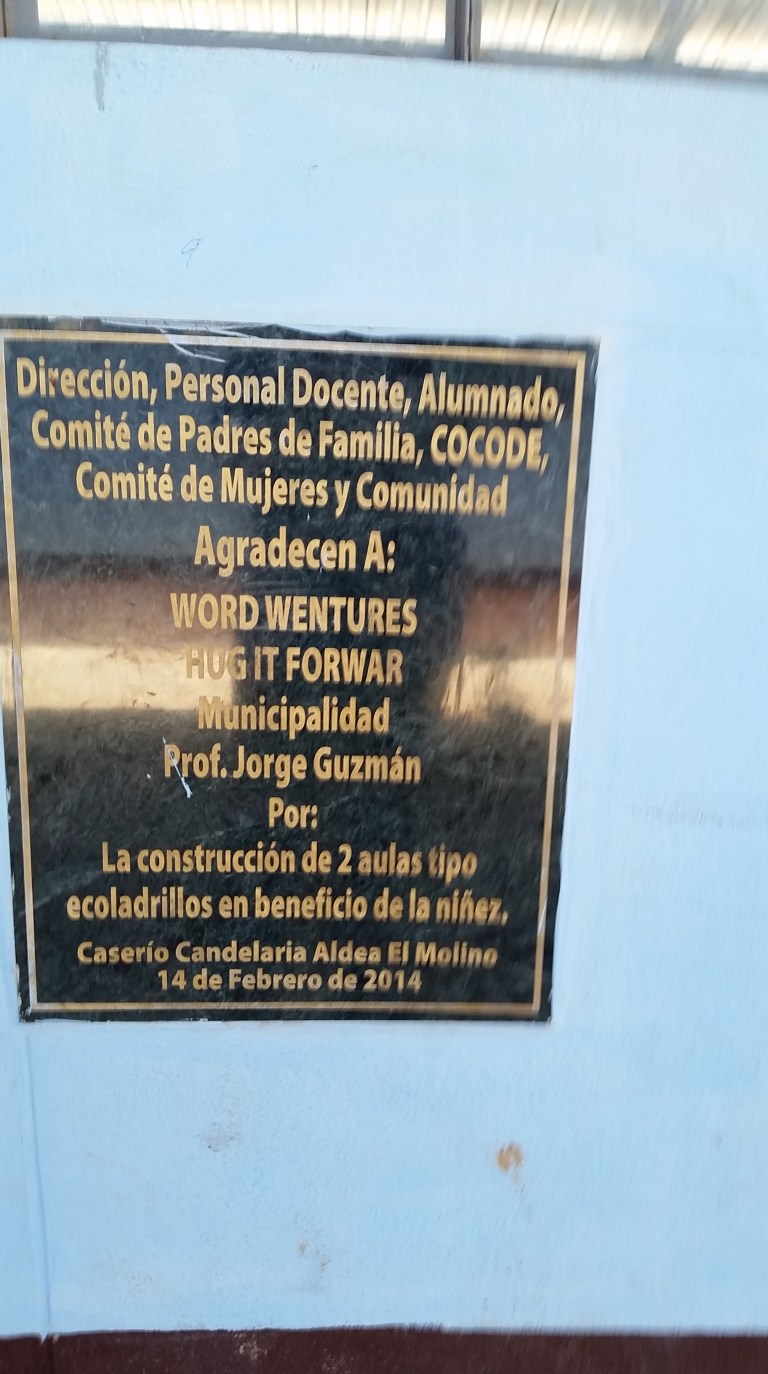 Dirección, Personal Docente, Alumnado,
Comité de Padres de Família, COCODE,
Comité de Mujeres y Comunidad
Agradecen A:
WORD WENTURES
HUG IT FORWAR
Municipalidad
Prof. Jorge Guzmán
Por:
La construcción de 2 aulas tipo
ecoladrillos en beneficio de la niñez.
Caserío Candelaria Aldea El Molino
14 de Febrero de 2014